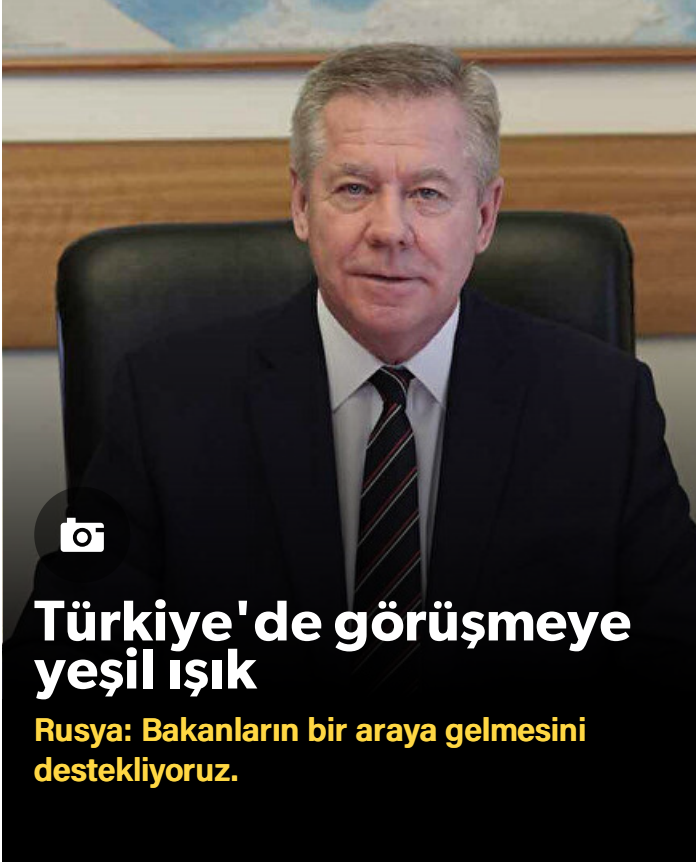 Türkiye'de görüşmeye
yeşil ışık
Rusya: Bakanların bir araya gelmesini
destekliyoruz.